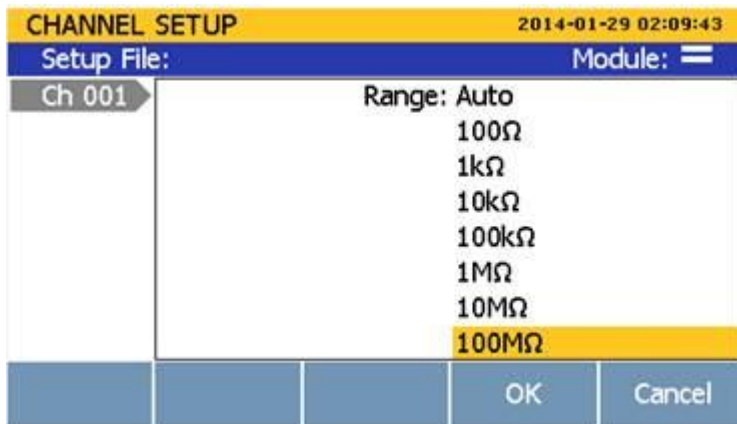 CHANNEL SETUP 2014-01-29 02:09:43
Setup File: Module:
Ch 001 Range: Auto
100Ω
1kΩ
10kΩ
100kΩ
1MΩ
10MΩ
100MΩ
OK Cancel